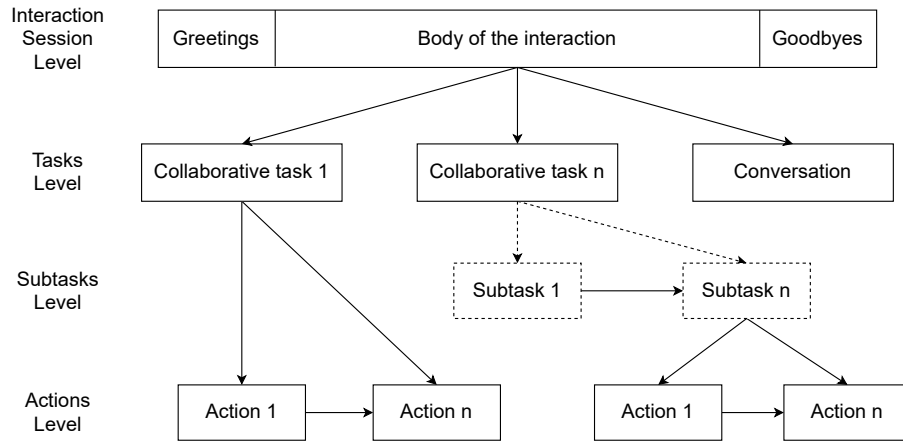 Interaction
Session
Level
Greetings
Body of the interaction
Goodbyes
Tasks
Level
Collaborative task 1
Collaborative task n
Conversation
Subtasks
Level
Subtask 1
Subtask n
Actions
Level
Action 1
Action n
Action 1
Action n